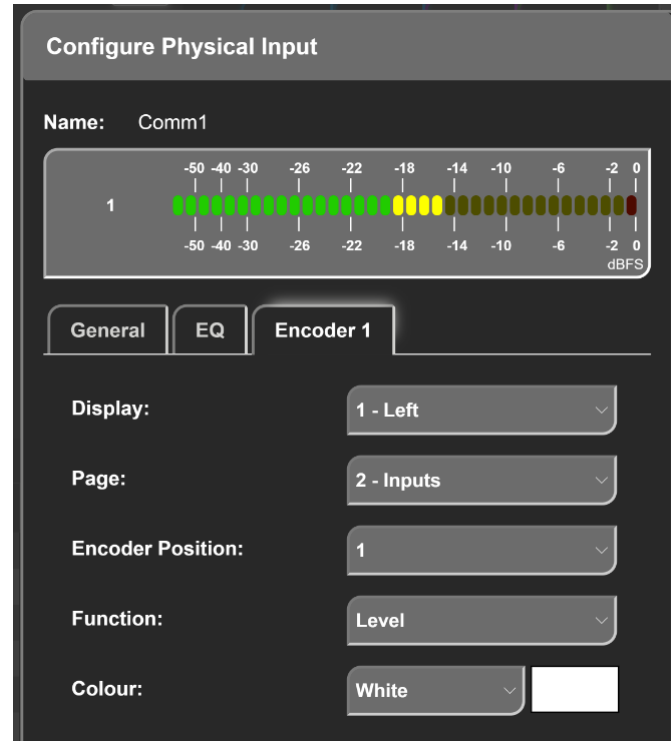 Configure Physical Input
Name: Comm1
-50 -40 -30 -26 -22 -18 -14 -10 -6 -2 0
1
-50 -40 -30 -26 -22 -18 -14 -10 -6 -2 0
dBFS
General EQ Encoder 1
Display: 1 - Left
Page: 2 - Inputs
Encoder Position: 1
Function: Level
Colour: White